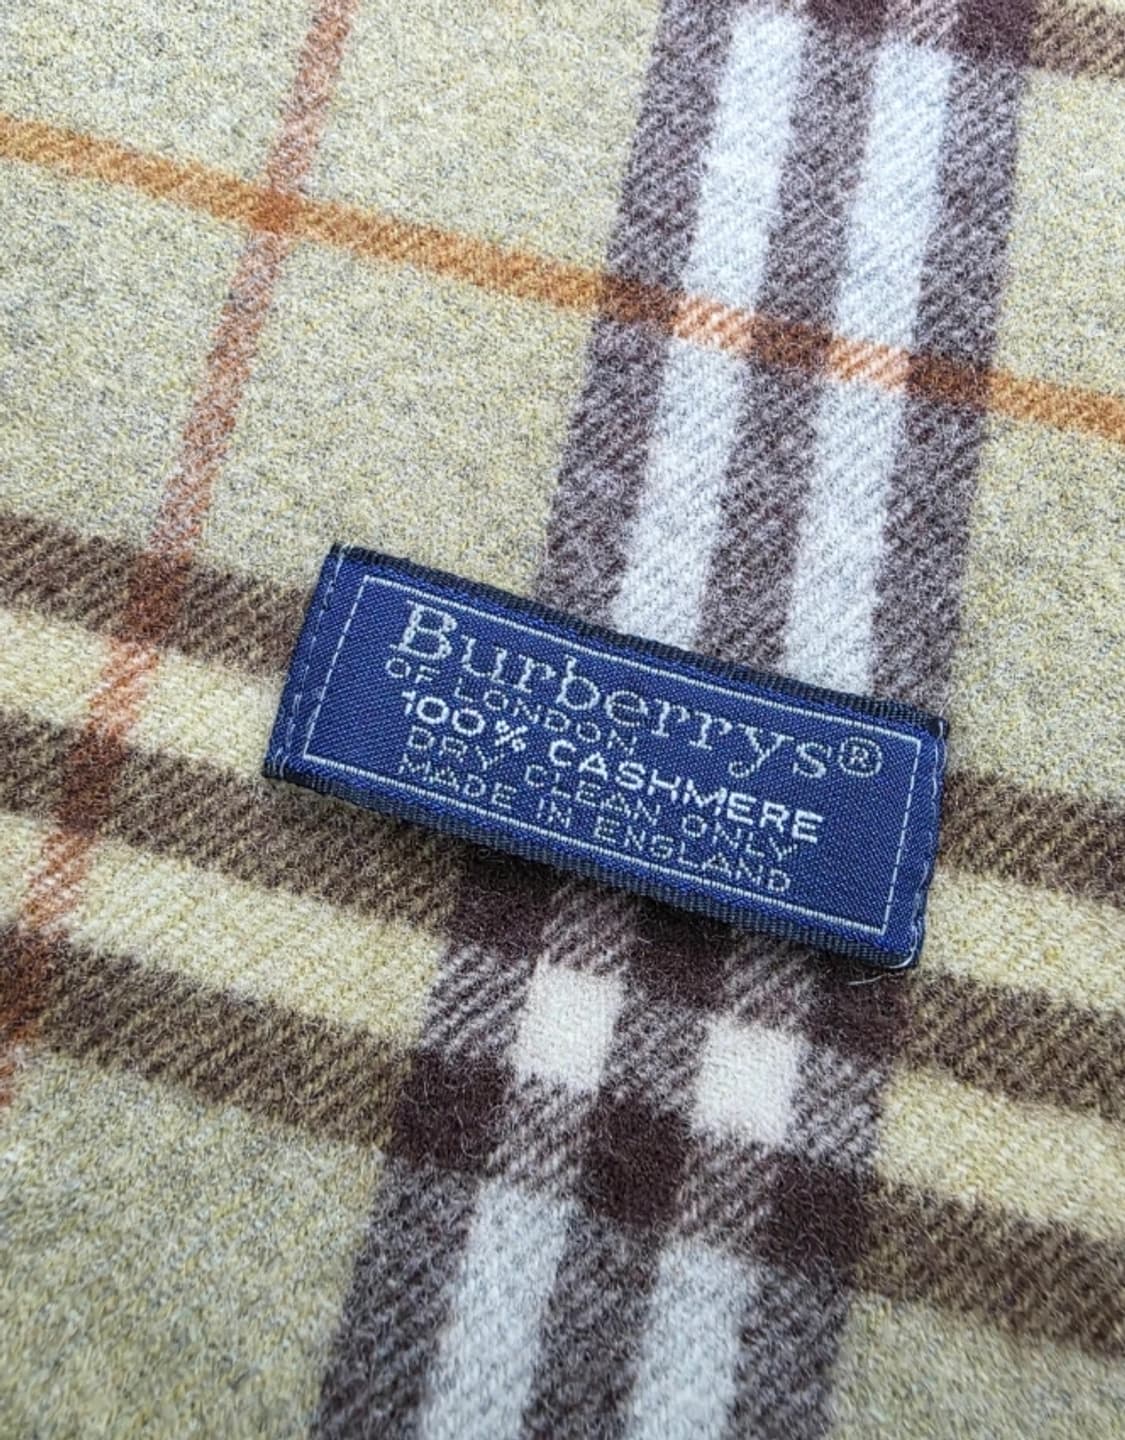 Burberrys®
OF LONDON
100% CASHMERE
DRY CLEAN ONLY
MADE IN ENGLAND